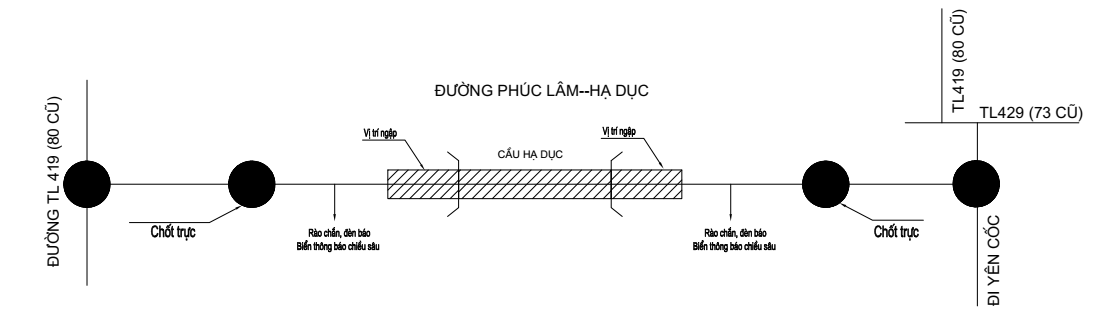 TL419 (80 CŨ)
TL429 (73 CŨ)
ĐƯỜNG PHÚC LÂM--HẠ DỤC
ĐƯỜNG TL 419 (80 CŨ)
Vị trí ngập
Vị trí ngập
CẦU HẠ DỤC
Chốt trực
Rào chắn, đèn báo
Biển thông báo chiều sâu
Rào chắn, đèn báo
Biển thông báo chiều sâu
Chốt trực
ĐI YÊN CỐC